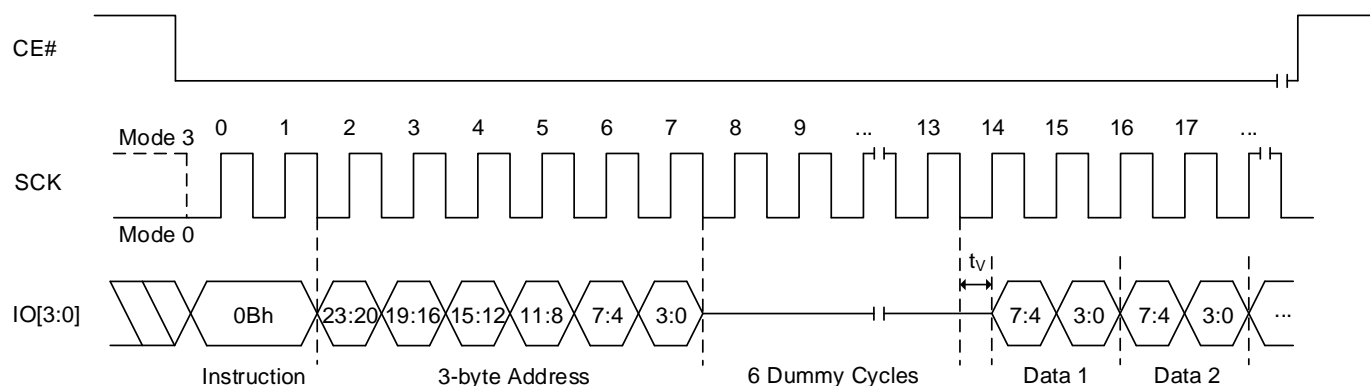 CE#
0 1 2 3 4 5 6 7 8 9 ... 13 14 15 16 17 ...
Mode 3
SCK
Mode 0
tV
IO[3:0]
0Bh 23:20 19:16 15:12 11:8 7:4 3:0 7:4 3:0 7:4 3:0 ...
Instruction 3-byte Address 6 Dummy Cycles Data 1 Data 2